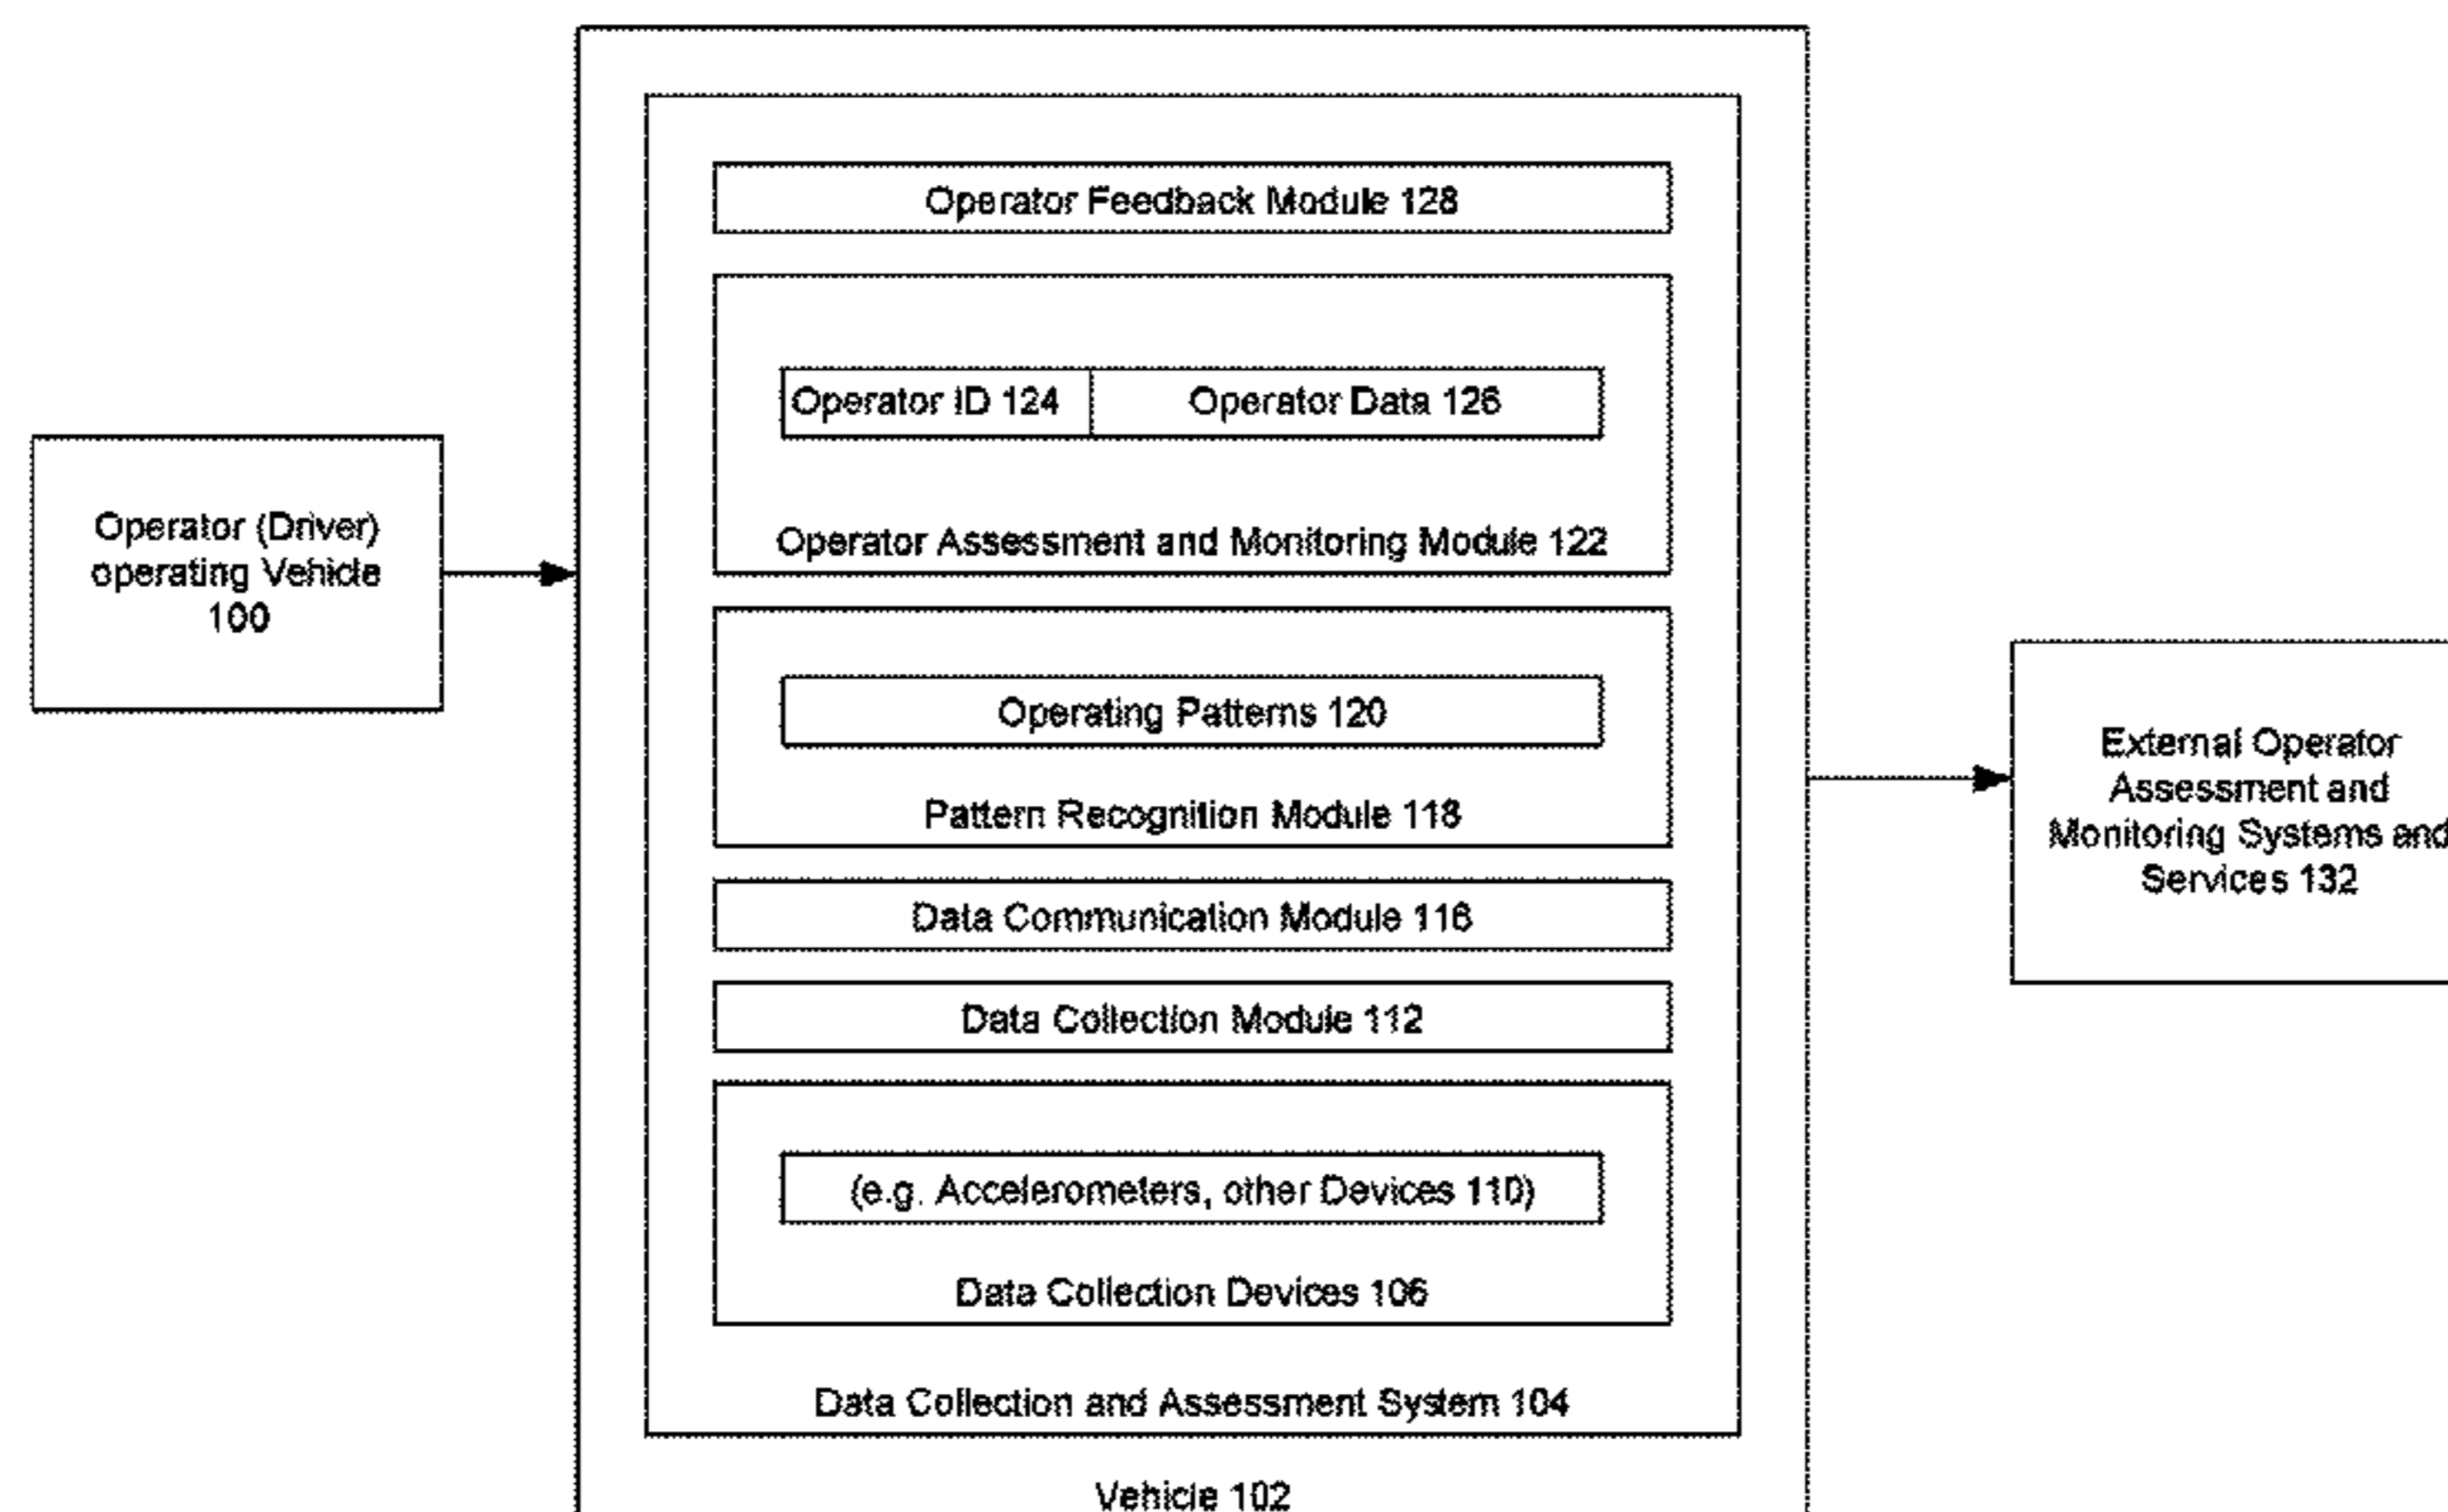 Operator Feedback Module 128
Operator ID 124
Operator Data 126
Operator Assessment and Monitoring Module 122
Operator (Driver)
operating Vehicle
100
Operating Patterns 120
Pattern Recognition Module 118
External Operator
Assessment and
Monitoring Systems and
Services 132
Data Communication Module 116
Data Collection Module 112
(e.g. Accelerometers, other Devices 110)
Data Collection Devices 106
Data Collection and Assessment System 104
Vehicle 102